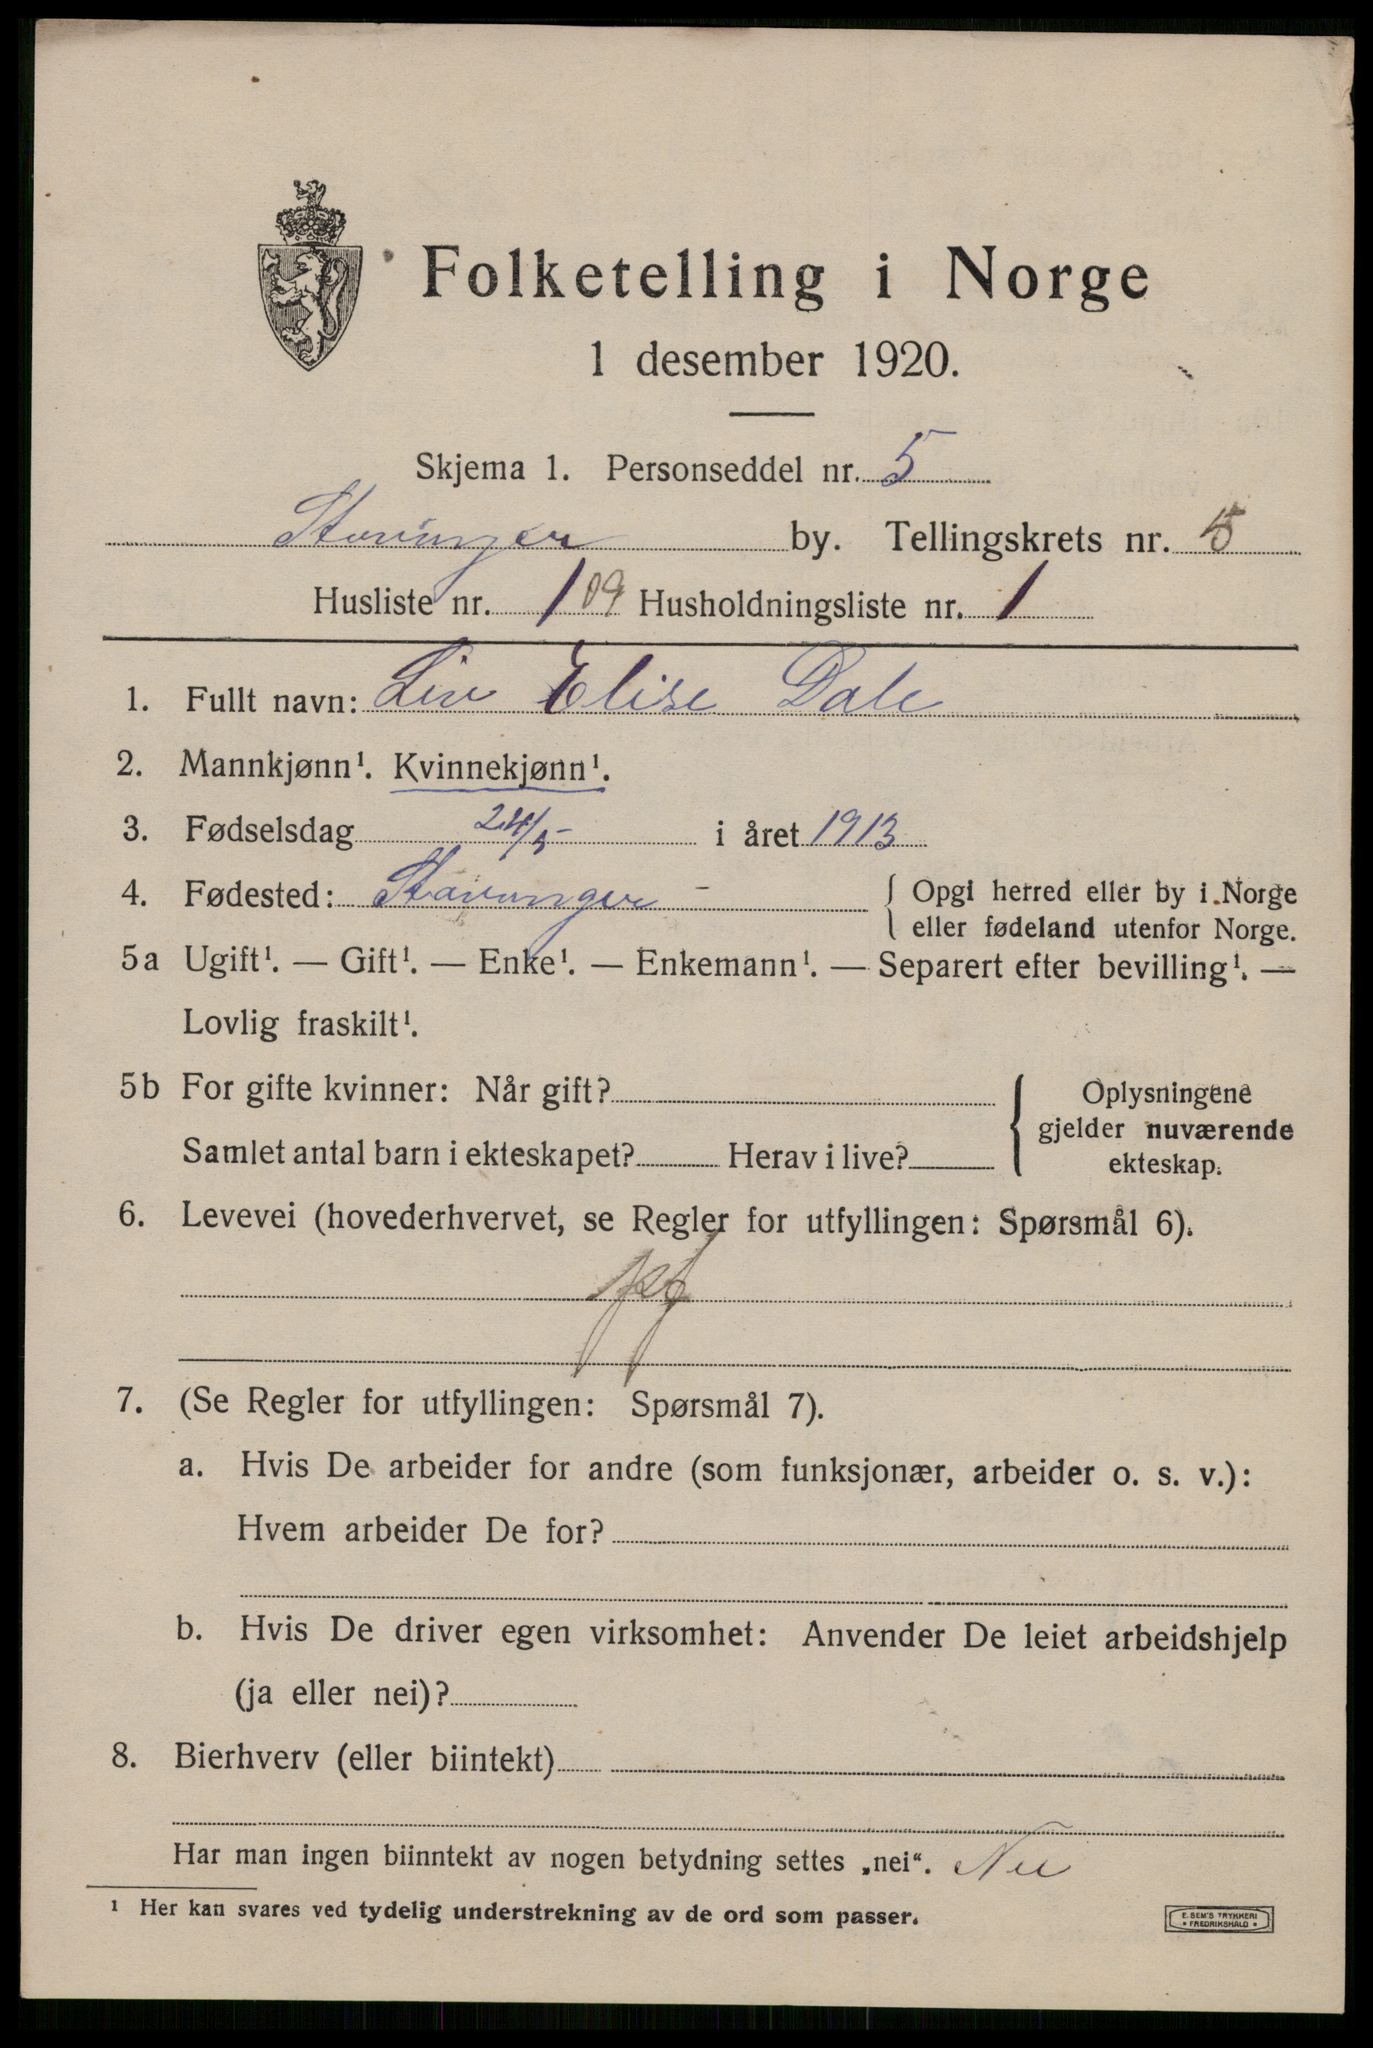 Folketelling i Norge
1 desember 1920.
Skjema 1. Personseddel nr. 5
Stavanger by. Tellingskrets nr.
Husliste nr. 109 Husholdningsliste nr. 1
1. Fullt navn: Liv Elise Dale
2. Mannkjønn¹. Kvinnekjønn¹.
3. Fødselsdag 24/5 i året 1913
4. Fødested: Stavanger - { Opgi herred eller by i Norge
eller fødeland utenfor Norge.
5a Ugift¹. — Gift¹. — Enke¹. — Enkemann¹. — Separert efter bevilling¹. —
Lovlig fraskilt¹.
5b For gifte kvinner: Når gift? { Oplysningene
gjelder nuværende
Samlet antal barn i ekteskapet? Herav i live?
ekteskap.
6. Levevei (hovederhvervet, se Regler for utfyllingen: Spørsmål 6).
7. (Se Regler for utfyllingen: Spørsmål 7).
a. Hvis De arbeider for andre (som funksjonær, arbeider o. s. v.):
Hvem arbeider De for?
b. Hvis De driver egen virksomhet: Anvender De leiet arbeidshjelp
(ja eller nei)?
8. Bierhverv (eller biintekt)
Har man ingen biinntekt av nogen betydning settes „nei“. Nei
¹ Her kan svares ved tydelig understrekning av de ord som passer.
E. SEM'S TRYKKERI
* FREDRIKSHALD *